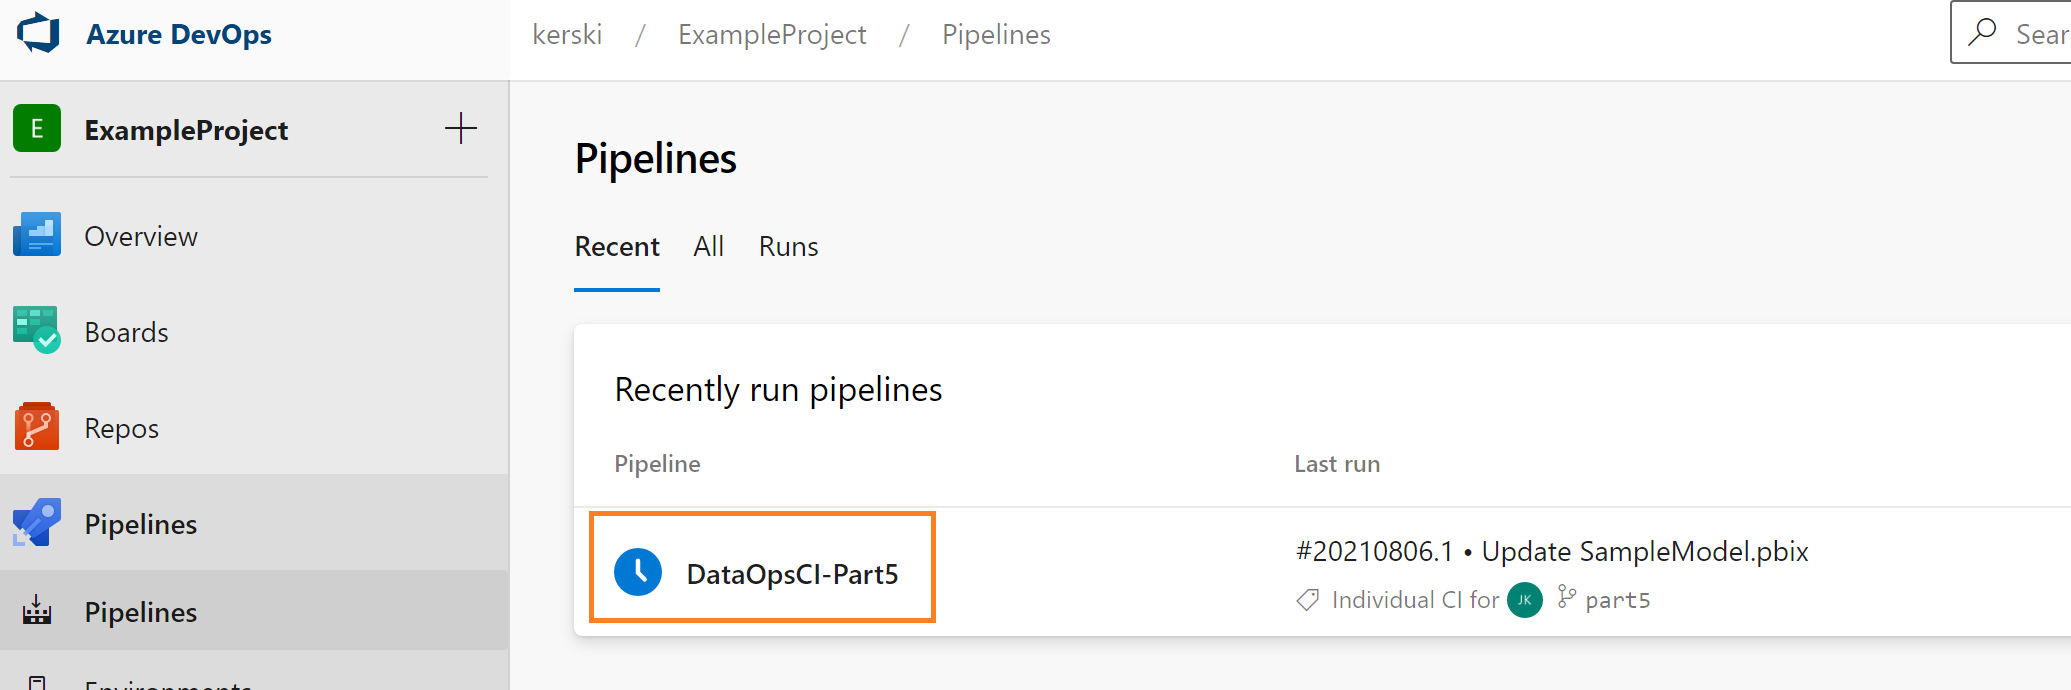 Azure DevOps
kerski / ExampleProject / Pipelines
Sear
E ExampleProject
Overview
Boards
Repos
Pipelines
Pipelines
Environments
Pipelines
Recent All Runs
Recently run pipelines
Pipeline Last run
DataOpsCI-Part5
#20210806.1 • Update SampleModel.pbix
Individual CI for JK part5